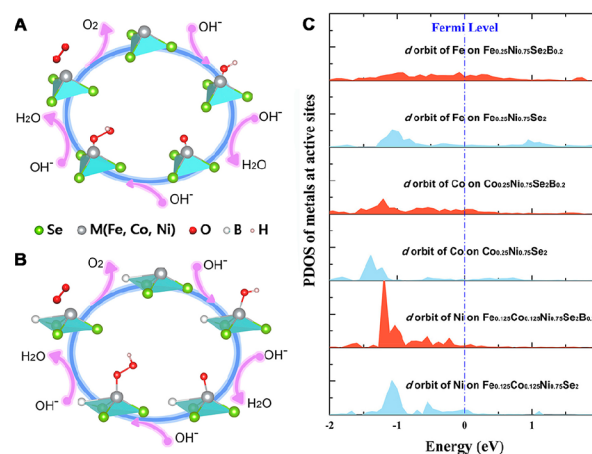 A
O2
OH⁻
H2O
OH⁻
OH⁻
H2O
OH⁻
Se M(Fe, Co, Ni) O B H
B
O2
OH⁻
H2O
OH⁻
OH⁻
H2O
OH⁻
C
Fermi Level
PDOS of metals at active sites
d orbit of Fe on Fe0.25Ni0.75Se2B0.2
d orbit of Fe on Fe0.25Ni0.75Se2
d orbit of Co on Co0.25Ni0.75Se2B0.2
d orbit of Co on Co0.25Ni0.75Se2
d orbit of Ni on Fe0.125Co0.125Ni0.75Se2B0.
d orbit of Ni on Fe0.125Co0.125Ni0.75Se2
-2 -1 0 1 2
Energy (eV)